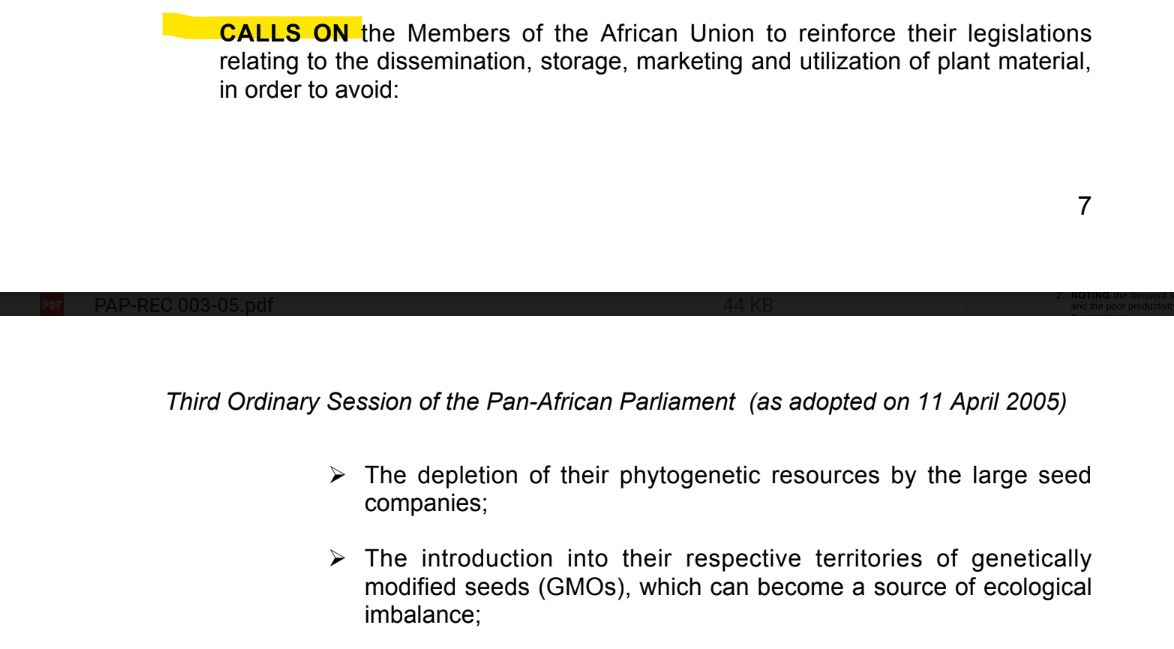 CALLS ON the Members of the African Union to reinforce their legislations
relating to the dissemination, storage, marketing and utilization of plant material,
in order to avoid:
7
PDF PAP-REC 003-05.pdf 44 KB
2. NOTING the frequent
and the poor productivity
Third Ordinary Session of the Pan-African Parliament (as adopted on 11 April 2005)
➢ The depletion of their phytogenetic resources by the large seed
companies;
➢ The introduction into their respective territories of genetically
modified seeds (GMOs), which can become a source of ecological
imbalance;